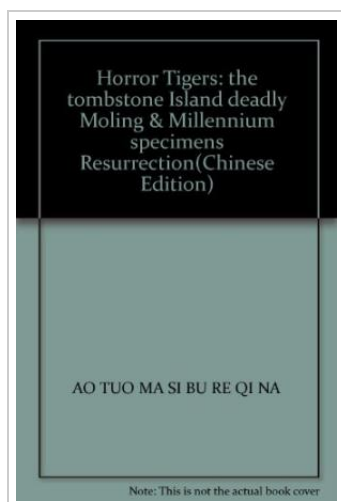 Horror Tigers: the
tombstone Island deadly
Moling & Millennium
specimens
Resurrection(Chinese
Edition)
AO TUO MA SI BU RE QI NA
Note: This is not the actual book cover